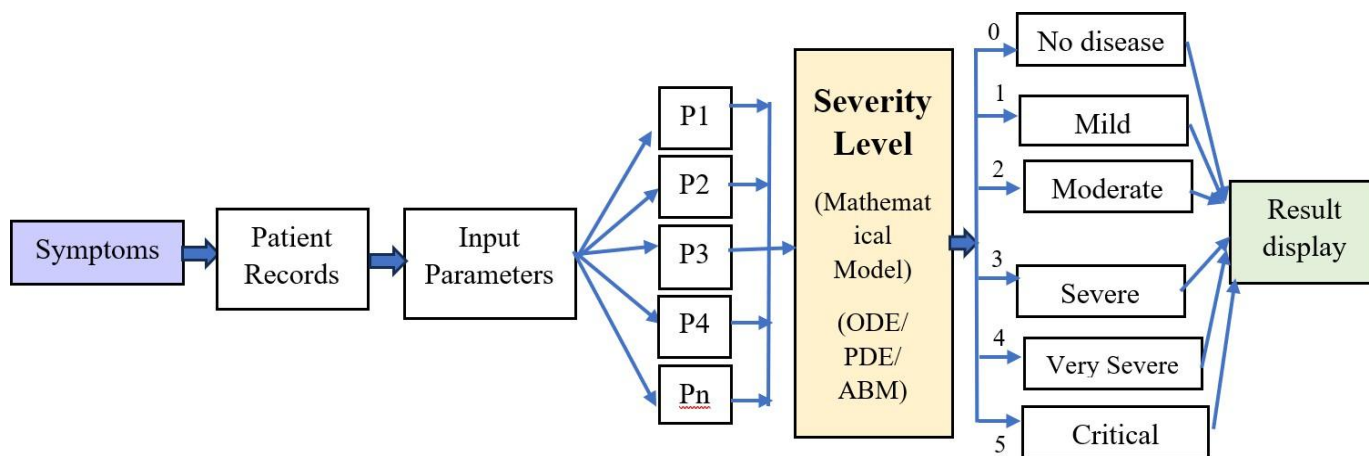 Symptoms
Patient
Records
Input
Parameters
P1
P2
P3
P4
Pn
Severity
Level
(Mathemat
ical
Model)
(ODE/
PDE/
ABM)
0
No disease
1
Mild
2
Moderate
3
Severe
4
Very Severe
5
Critical
Result
display